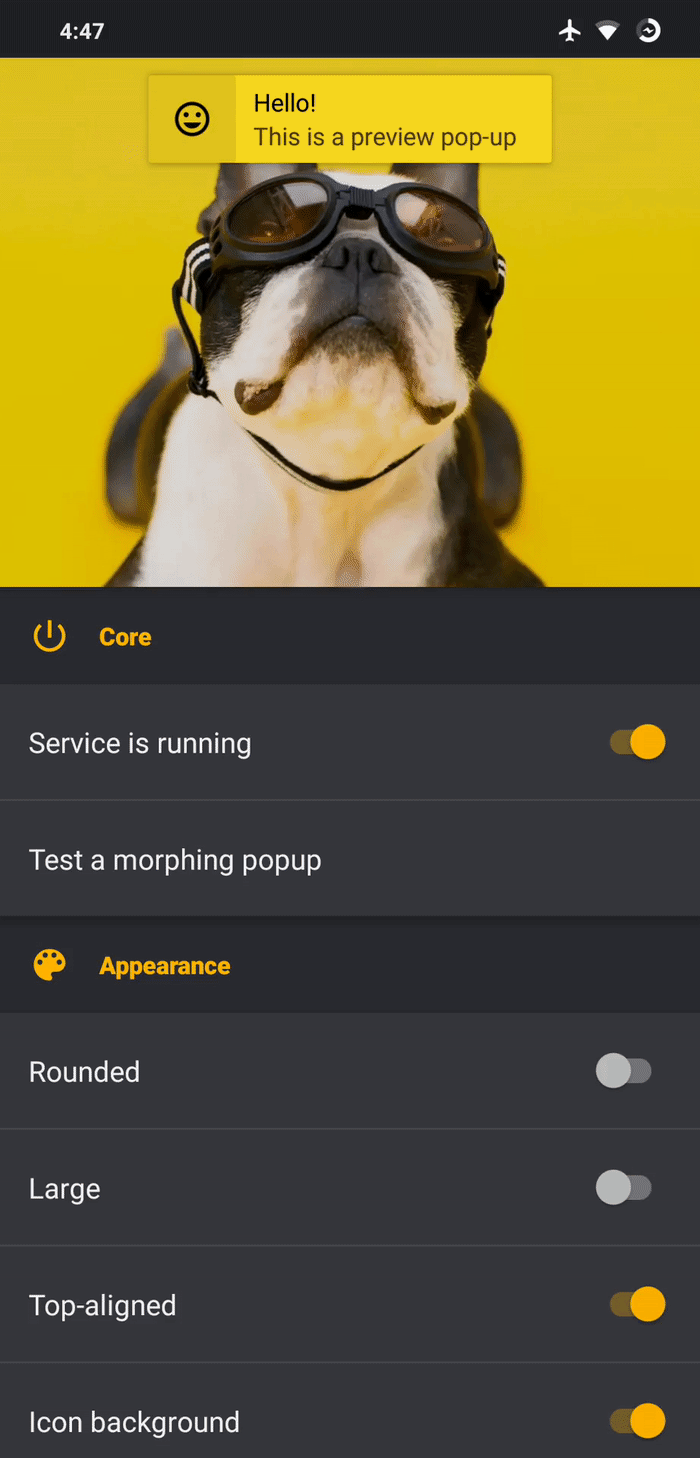 4:47
Hello!
This is a preview pop-up
Core
Service is running
Test a morphing popup
Appearance
Rounded
Large
Top-aligned
Icon background